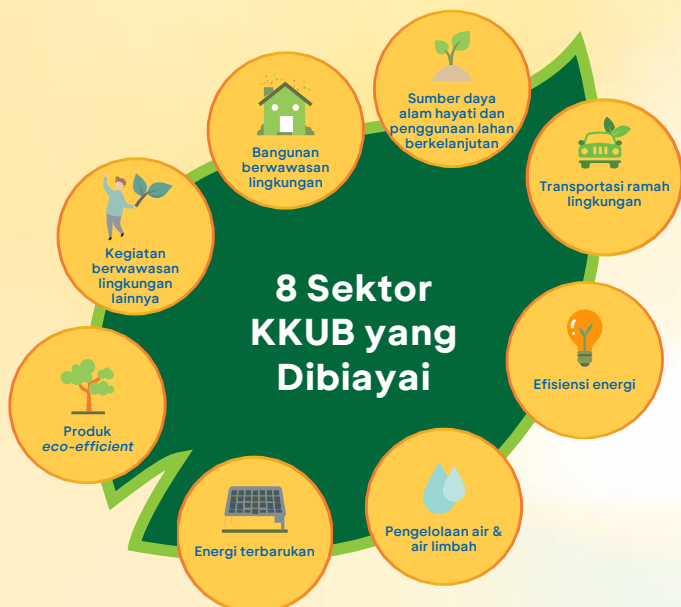 8 Sektor
KKUB yang
Dibiayai
Sumber daya
alam hayati dan
penggunaan lahan
berkelanjutan
Transportasi ramah
lingkungan
Efisiensi energi
Pengelolaan air &
air limbah
Energi terbarukan
Produk
eco-efficient
Kegiatan
berwawasan
lingkungan
lainnya
Bangunan
berwawasan
lingkungan